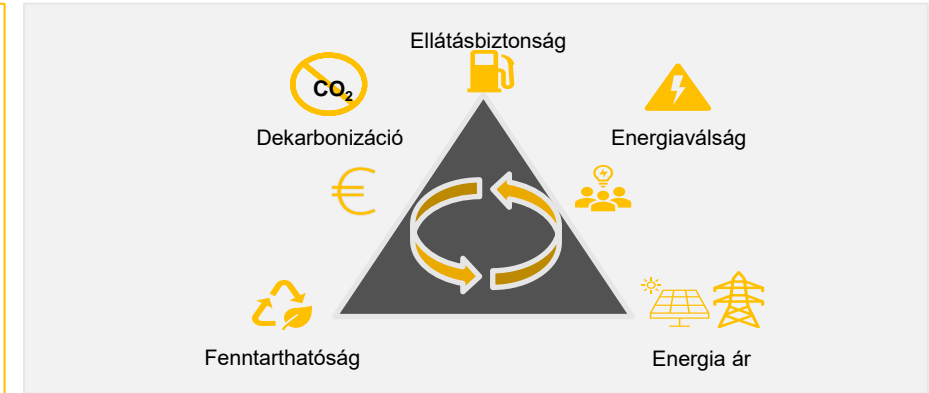 Ellátásbiztonság
CO₂
Dekarbonizáció
Energiaválság
Fenntarthatóság
Energia ár